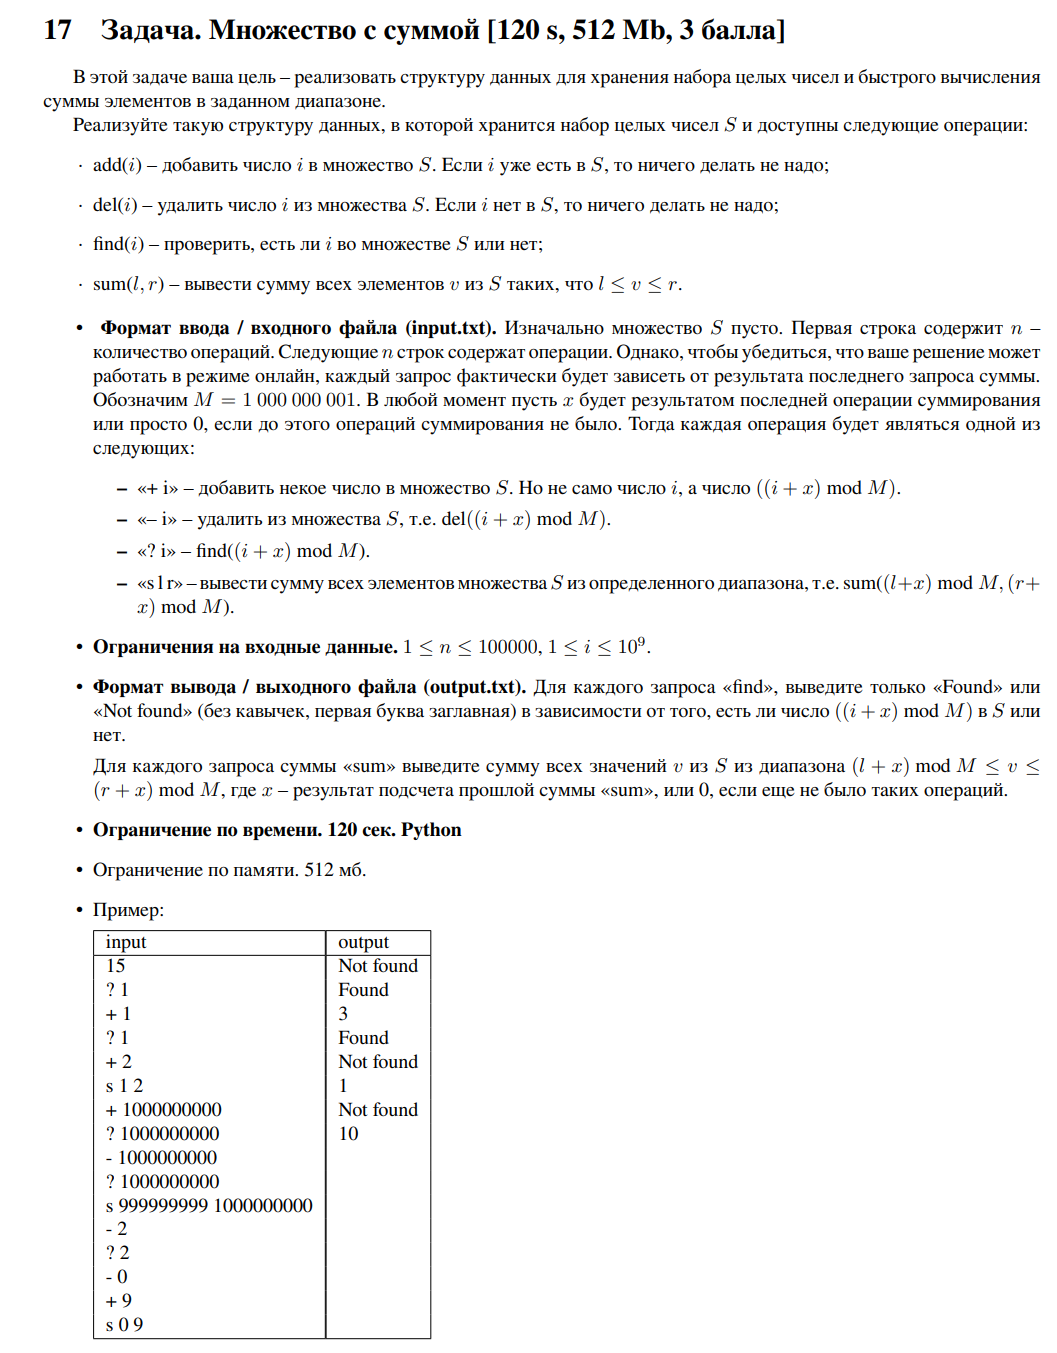 17 Задача. Множество с суммой [120 s, 512 Mb, 3 балла]
В этой задаче ваша цель – реализовать структуру данных для хранения набора целых чисел и быстрого вычисления
суммы элементов в заданном диапазоне.
Реализуйте такую структуру данных, в которой хранится набор целых чисел S и доступны следующие операции:
· add(i) – добавить число i в множество S. Если i уже есть в S, то ничего делать не надо;
· del(i) – удалить число i из множества S. Если i нет в S, то ничего делать не надо;
· find(i) – проверить, есть ли i во множестве S или нет;
· sum(l, r) – вывести сумму всех элементов v из S таких, что l ≤ v ≤ r.
• Формат ввода / входного файла (input.txt). Изначально множество S пусто. Первая строка содержит n –
количество операций. Следующие n строк содержат операции. Однако, чтобы убедиться, что ваше решение может
работать в режиме онлайн, каждый запрос фактически будет зависеть от результата последнего запроса суммы.
Обозначим M = 1 000 000 001. В любой момент пусть x будет результатом последней операции суммирования
или просто 0, если до этого операций суммирования не было. Тогда каждая операция будет являться одной из
следующих:
– «+ i» – добавить некое число в множество S. Но не само число i, а число ((i + x) mod M).
– «– i» – удалить из множества S, т.е. del((i + x) mod M).
– «? i» – find((i + x) mod M).
– «s l r» – вывести сумму всех элементов множества S из определенного диапазона, т.е. sum((l+x) mod M, (r+
x) mod M).
• Ограничения на входные данные. 1 ≤ n ≤ 100000, 1 ≤ i ≤ 10⁹.
• Формат вывода / выходного файла (output.txt). Для каждого запроса «find», выведите только «Found» или
«Not found» (без кавычек, первая буква заглавная) в зависимости от того, есть ли число ((i + x) mod M) в S или
нет.
Для каждого запроса суммы «sum» выведите сумму всех значений v из S из диапазона (l + x) mod M ≤ v ≤
(r + x) mod M, где x – результат подсчета прошлой суммы «sum», или 0, если еще не было таких операций.
• Ограничение по времени. 120 сек. Python
• Ограничение по памяти. 512 мб.
• Пример:
input output
15 Not found
? 1 Found
+ 1 3
? 1 Found
+ 2 Not found
s 1 2 1
+ 1000000000 Not found
? 1000000000 10
- 1000000000
? 1000000000
s 999999999 1000000000
- 2
? 2
- 0
+ 9
s 0 9